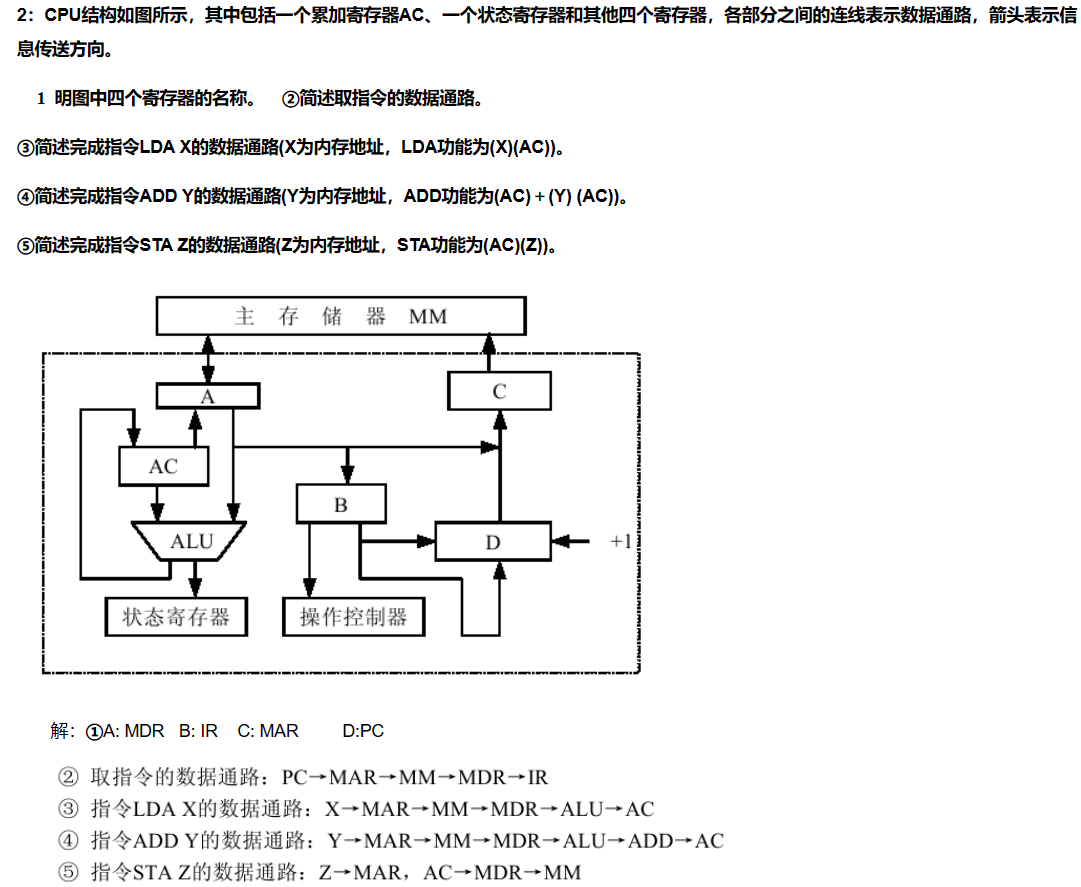 2：CPU结构如图所示，其中包括一个累加寄存器AC、一个状态寄存器和其他四个寄存器，各部分之间的连线表示数据通路，箭头表示信
息传送方向。
1 明图中四个寄存器的名称。 ②简述取指令的数据通路。
③简述完成指令LDA X的数据通路(X为内存地址，LDA功能为(X)(AC))。
④简述完成指令ADD Y的数据通路(Y为内存地址，ADD功能为(AC)＋(Y) (AC))。
⑤简述完成指令STA Z的数据通路(Z为内存地址，STA功能为(AC)(Z))。
主 存 储 器 MM
A
C
AC
B
ALU
D
+1
状态寄存器
操作控制器
解：①A: MDR B: IR C: MAR D:PC
② 取指令的数据通路：PC→MAR→MM→MDR→IR
③ 指令LDA X的数据通路：X→MAR→MM→MDR→ALU→AC
④ 指令ADD Y的数据通路：Y→MAR→MM→MDR→ALU→ADD→AC
⑤ 指令STA Z的数据通路：Z→MAR，AC→MDR→MM